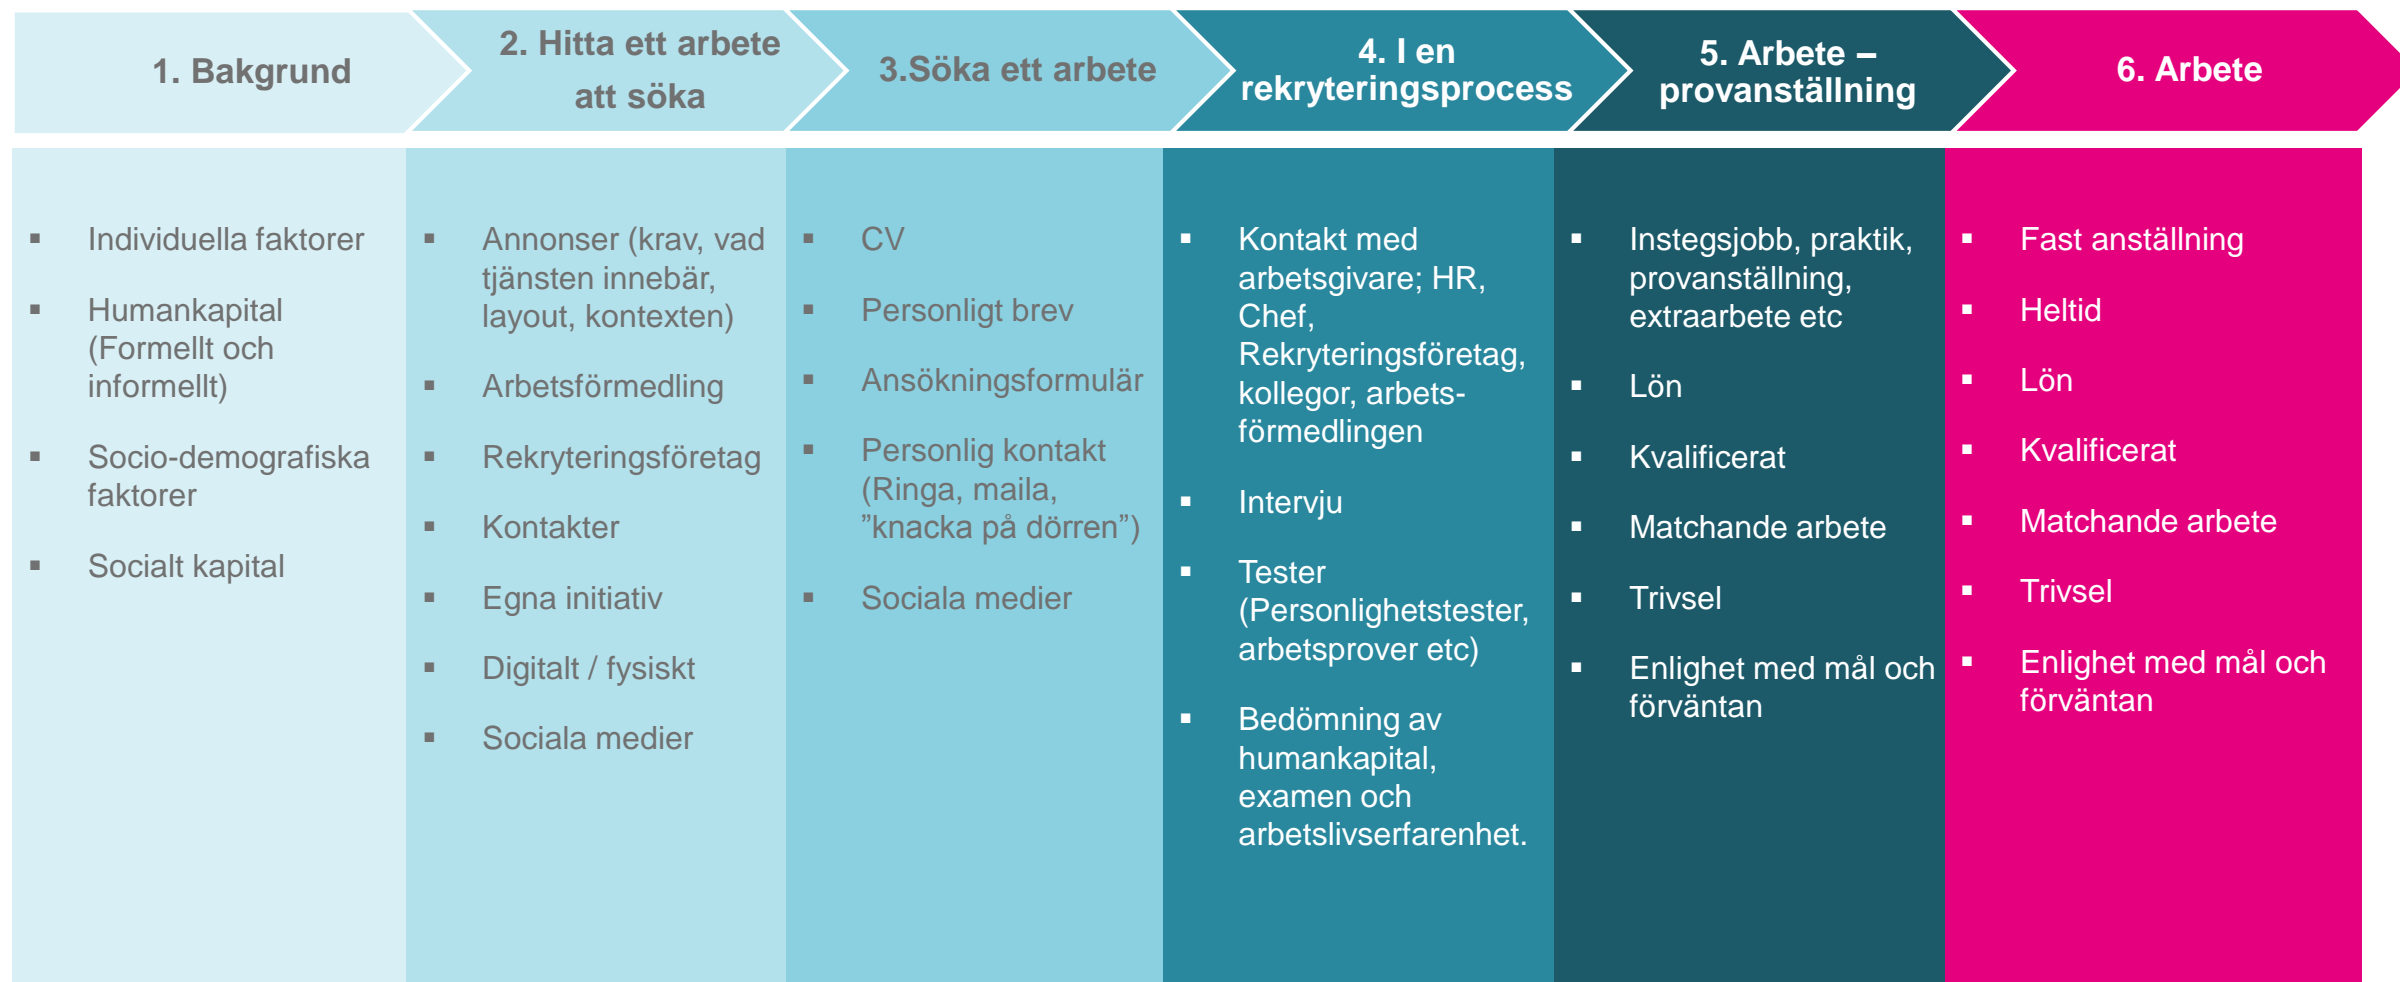 1. Bakgrund
2. Hitta ett arbete
att söka
3.Söka ett arbete
4. I en
rekryteringsprocess
5. Arbete –
provanställning
6. Arbete
▪ Individuella faktorer
▪ Humankapital
(Formellt och
informellt)
▪ Socio-demografiska
faktorer
▪ Socialt kapital
▪ Annonser (krav, vad
tjänsten innebär,
layout, kontexten)
▪ Arbetsförmedling
▪ Rekryteringsföretag
▪ Kontakter
▪ Egna initiativ
▪ Digitalt / fysiskt
▪ Sociala medier
▪ CV
▪ Personligt brev
▪ Ansökningsformulär
▪ Personlig kontakt
(Ringa, maila,
”knacka på dörren”)
▪ Sociala medier
▪ Kontakt med
arbetsgivare; HR,
Chef,
Rekryteringsföretag,
kollegor, arbets-
förmedlingen
▪ Intervju
▪ Tester
(Personlighetstester,
arbetsprover etc)
▪ Bedömning av
humankapital,
examen och
arbetslivserfarenhet.
▪ Instegsjobb, praktik,
provanställning,
extraarbete etc
▪ Lön
▪ Kvalificerat
▪ Matchande arbete
▪ Trivsel
▪ Enlighet med mål och
förväntan
▪ Fast anställning
▪ Heltid
▪ Lön
▪ Kvalificerat
▪ Matchande arbete
▪ Trivsel
▪ Enlighet med mål och
förväntan